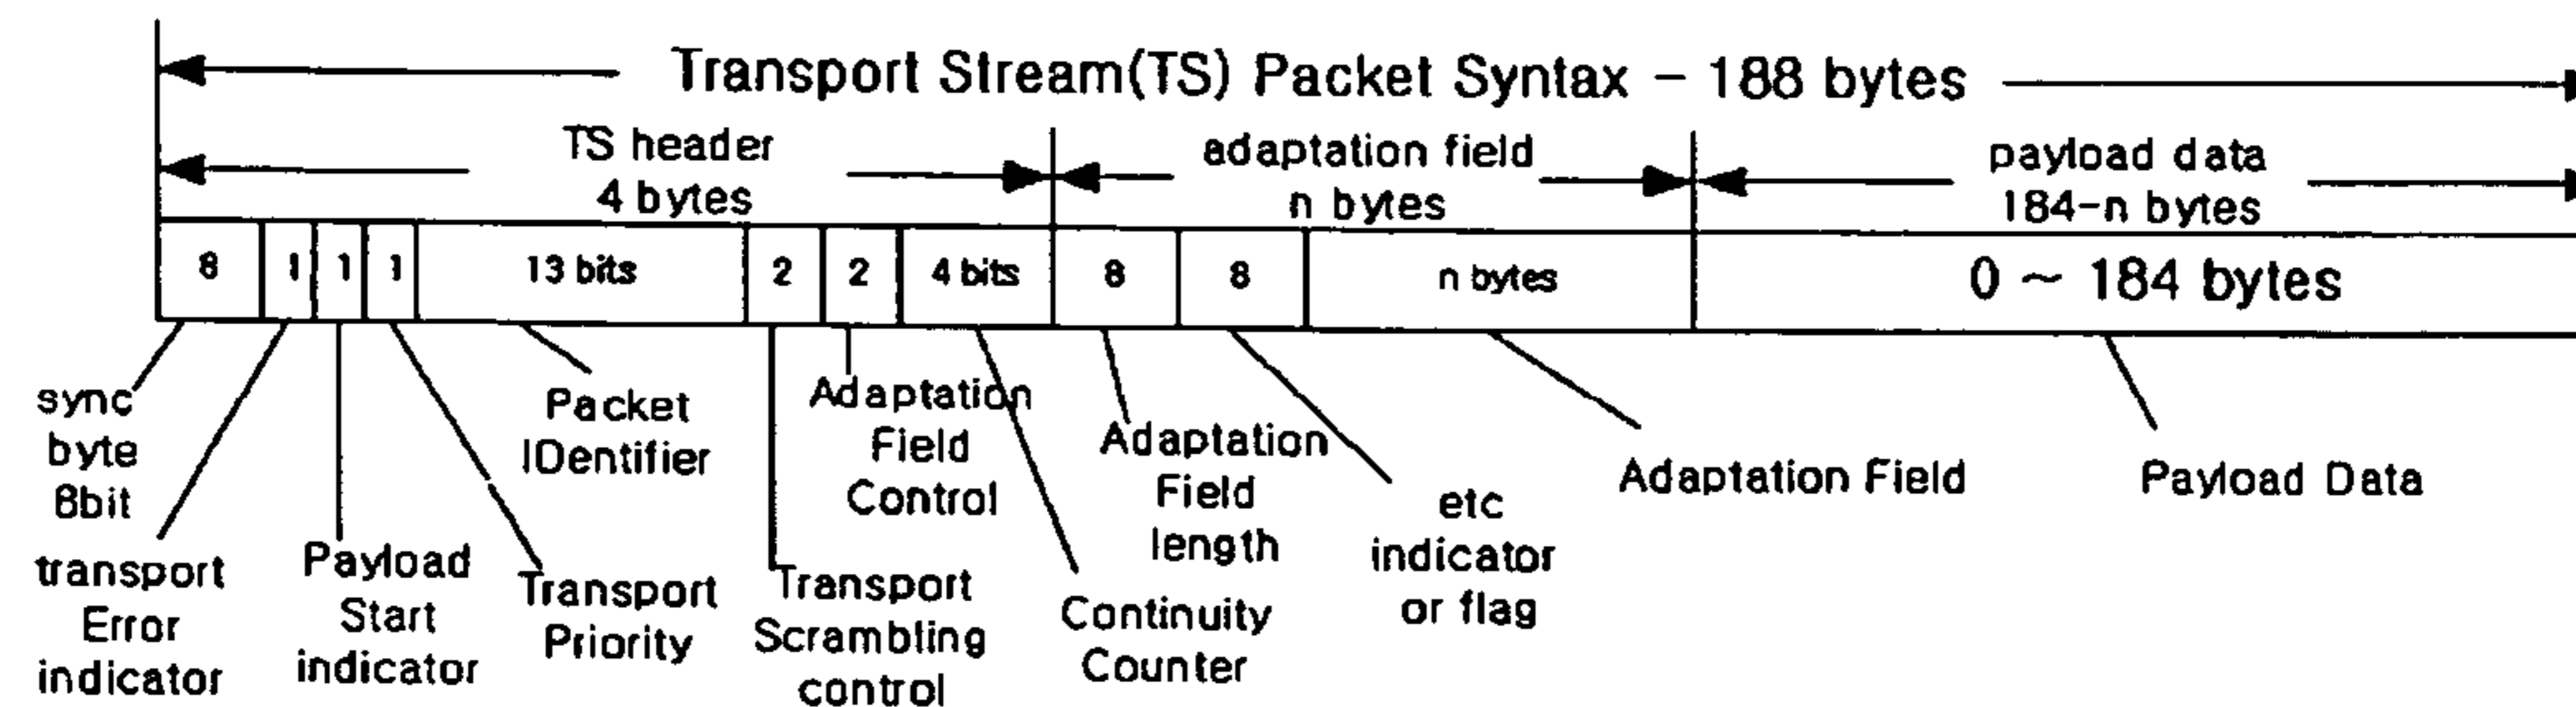 Transport Stream(TS) Packet Syntax – 188 bytes
TS header
4 bytes
adaptation field
n bytes
payload data
184-n bytes
8 1 1 1 13 bits 2 2 4 bits 8 8 n bytes 0 ~ 184 bytes
sync
byte
8bit
transport
Error
indicator
Payload
Start
indicator
Transport
Priority
Packet
IDentifier
Transport
Scrambling
control
Adaptation
Field
Control
Continuity
Counter
Adaptation
Field
length
etc
indicator
or flag
Adaptation Field
Payload Data